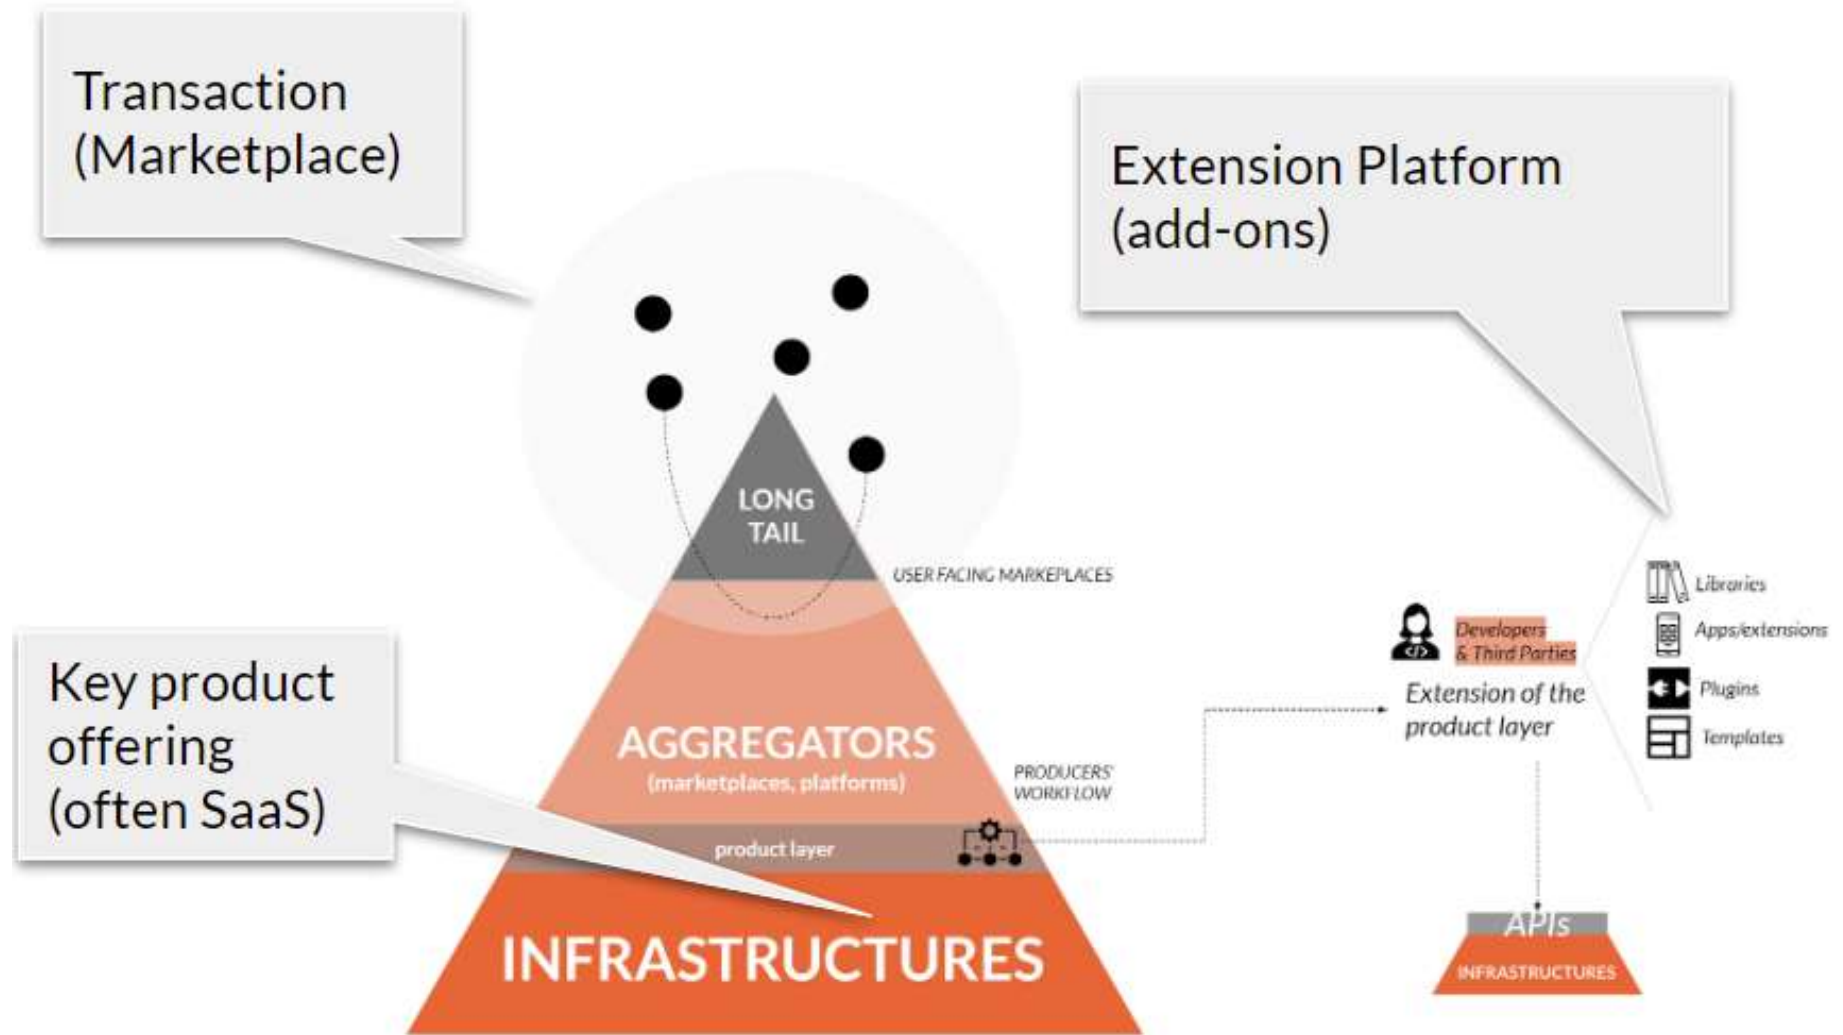 Transaction
(Marketplace)
Extension Platform
(add-ons)
LONG
TAIL
USER FACING MARKEPLACES
Key product
offering
(often SaaS)
AGGREGATORS
(marketplaces, platforms)
PRODUCERS'
WORKFLOW
product layer
INFRASTRUCTURES
Developers
& Third Parties
Extension of the
product layer
Libraries
Apps/extensions
Plugins
Templates
APIs
INFRASTRUCTURES